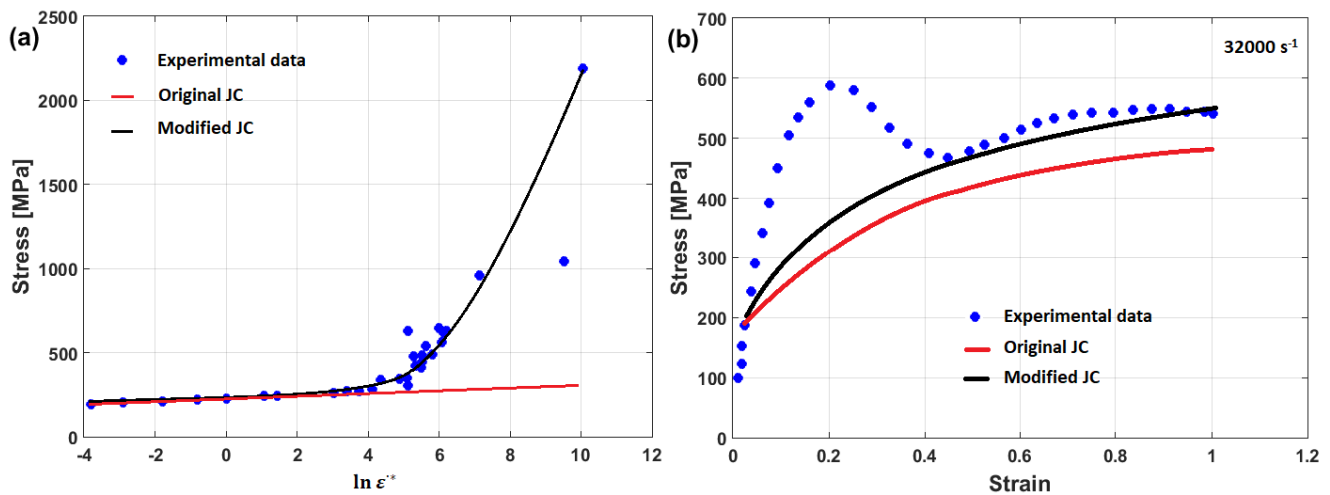 (a)
Stress [MPa]
2500
2000
1500
1000
500
0
-4 -2 0 2 4 6 8 10 12
ln ε̇*
Experimental data
Original JC
Modified JC
(b)
Stress [MPa]
700
600
500
400
300
200
100
0
0 0.2 0.4 0.6 0.8 1 1.2
Strain
32000 s⁻¹
Experimental data
Original JC
Modified JC